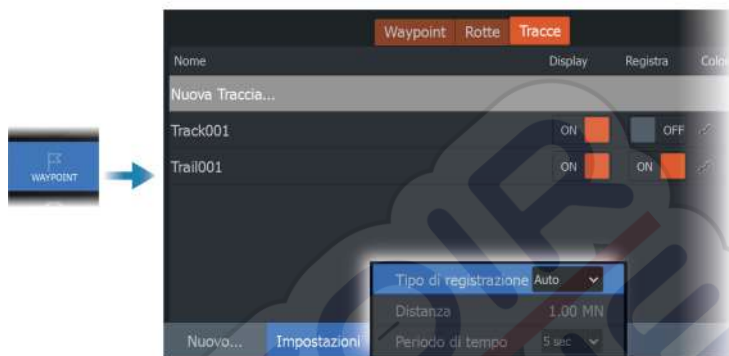 Waypoint Rotte Tracce
Nome Display Registra
Nuova Traccia...
Track001 ON OFF
Trail001 ON ON
WAYPOINT
Tipo di registrazione Auto
Distanza 1.00 MN
Nuovo... Impostazioni Periodo di tempo 5 sec